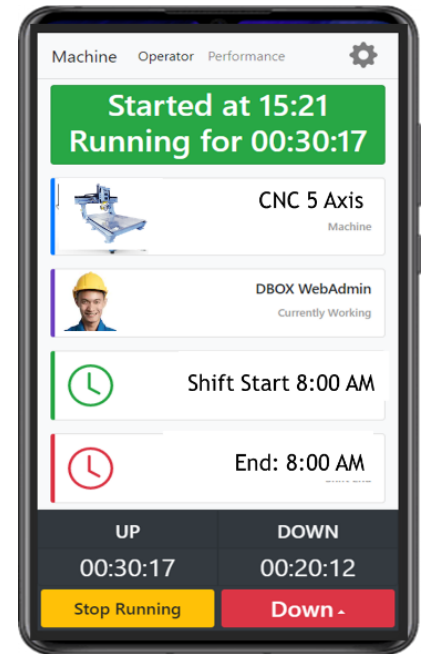 Machine Operator Performance
Started at 15:21
Running for 00:30:17
CNC 5 Axis
Machine
DBOX WebAdmin
Currently Working
Shift Start 8:00 AM
End: 8:00 AM
UP DOWN
00:30:17 00:20:12
Stop Running Down